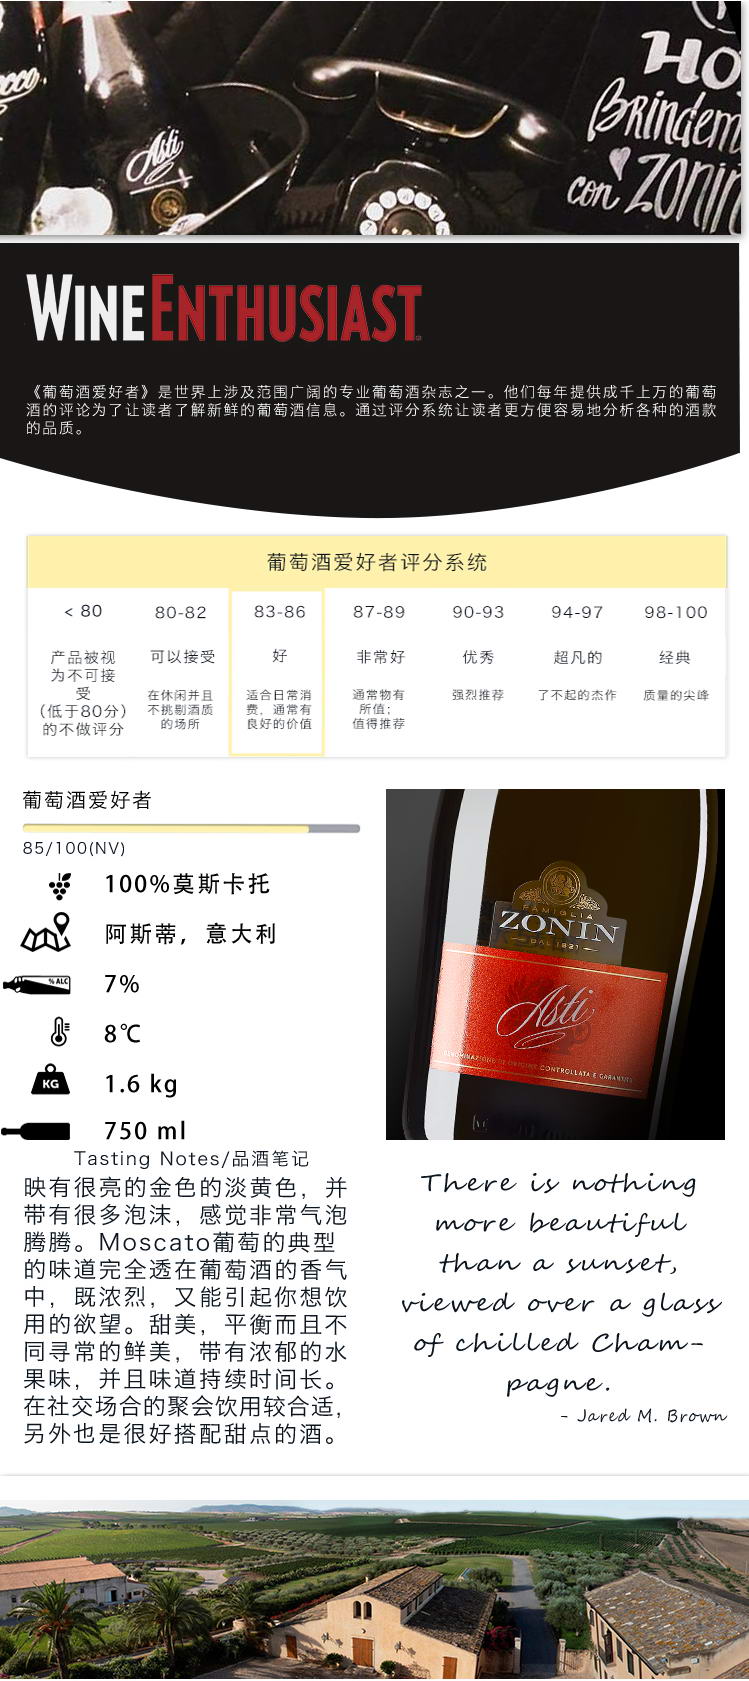 Asti
Brindem
con Zonin
WINE ENTHUSIAST
《葡萄酒爱好者》是世界上涉及范围广阔的专业葡萄酒杂志之一。他们每年提供成千上万的葡萄
酒的评论为了让读者了解新鲜的葡萄酒信息。通过评分系统让读者更方便容易地分析各种的酒款
的品质。
葡萄酒爱好者评分系统
< 80 80-82 83-86 87-89 90-93 94-97 98-100
产品被视
为不可接
受
（低于80分）
的不做评分
可以接受
在休闲并且
不挑剔酒质
的场所
好
适合日常消
费，通常有
良好的价值
非常好
通常物有
所值；
值得推荐
优秀
强烈推荐
超凡的
了不起的杰作
经典
质量的尖峰
葡萄酒爱好者
85/100(NV)
100%莫斯卡托
阿斯蒂，意大利
% ALC
7%
8℃
KG
1.6 kg
750 ml
Tasting Notes/品酒笔记
映有很亮的金色的淡黄色，并
带有很多泡沫，感觉非常气泡
腾腾。Moscato葡萄的典型
的味道完全透在葡萄酒的香气
中，既浓烈，又能引起你想饮
用的欲望。甜美，平衡而且不
同寻常的鲜美，带有浓郁的水
果味，并且味道持续时间长。
在社交场合的聚会饮用较合适，
另外也是很好搭配甜点的酒。
FAMIGLIA
ZONIN
DAL 1821
Asti
DENOMINAZIONE DI ORIGINE CONTROLLATA E GARANTITA
There is nothing
more beautiful
than a sunset,
viewed over a glass
of chilled Cham-
pagne.
- Jared M. Brown